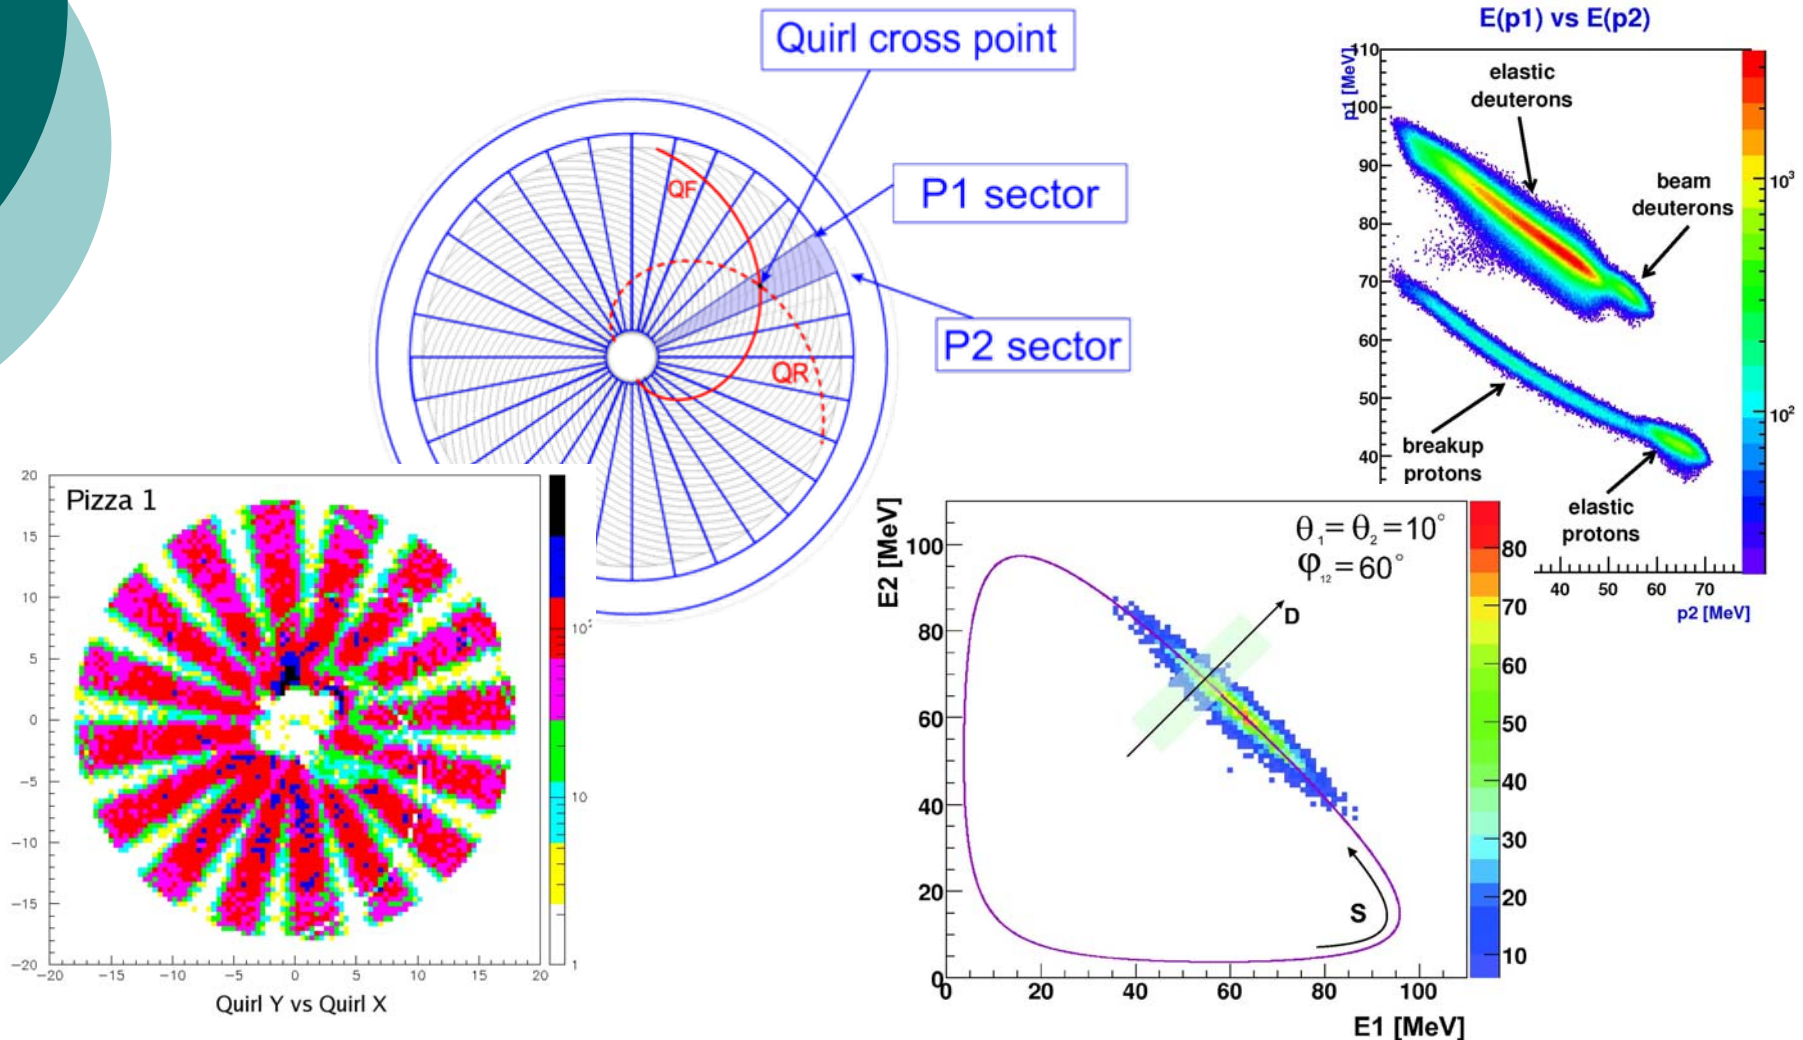 Quirl cross point
P1 sector
P2 sector
QF
QR
E(p1) vs E(p2)
p1 [MeV]
110
100
90
80
70
60
50
40
elastic
deuterons
beam
deuterons
breakup
protons
elastic
protons
10³
10²
40 50 60 70
p2 [MeV]
Pizza 1
20
15
10
5
0
−5
−10
−15
−20
−20 −15 −10 −5 0 5 10 15 20
Quirl Y vs Quirl X
10²
10
1
E2 [MeV]
100
80
60
40
20
0
0 20 40 60 80 100
E1 [MeV]
θ₁=θ₂=10°
φ₁₂=60°
D
S
80
70
60
50
40
30
20
10